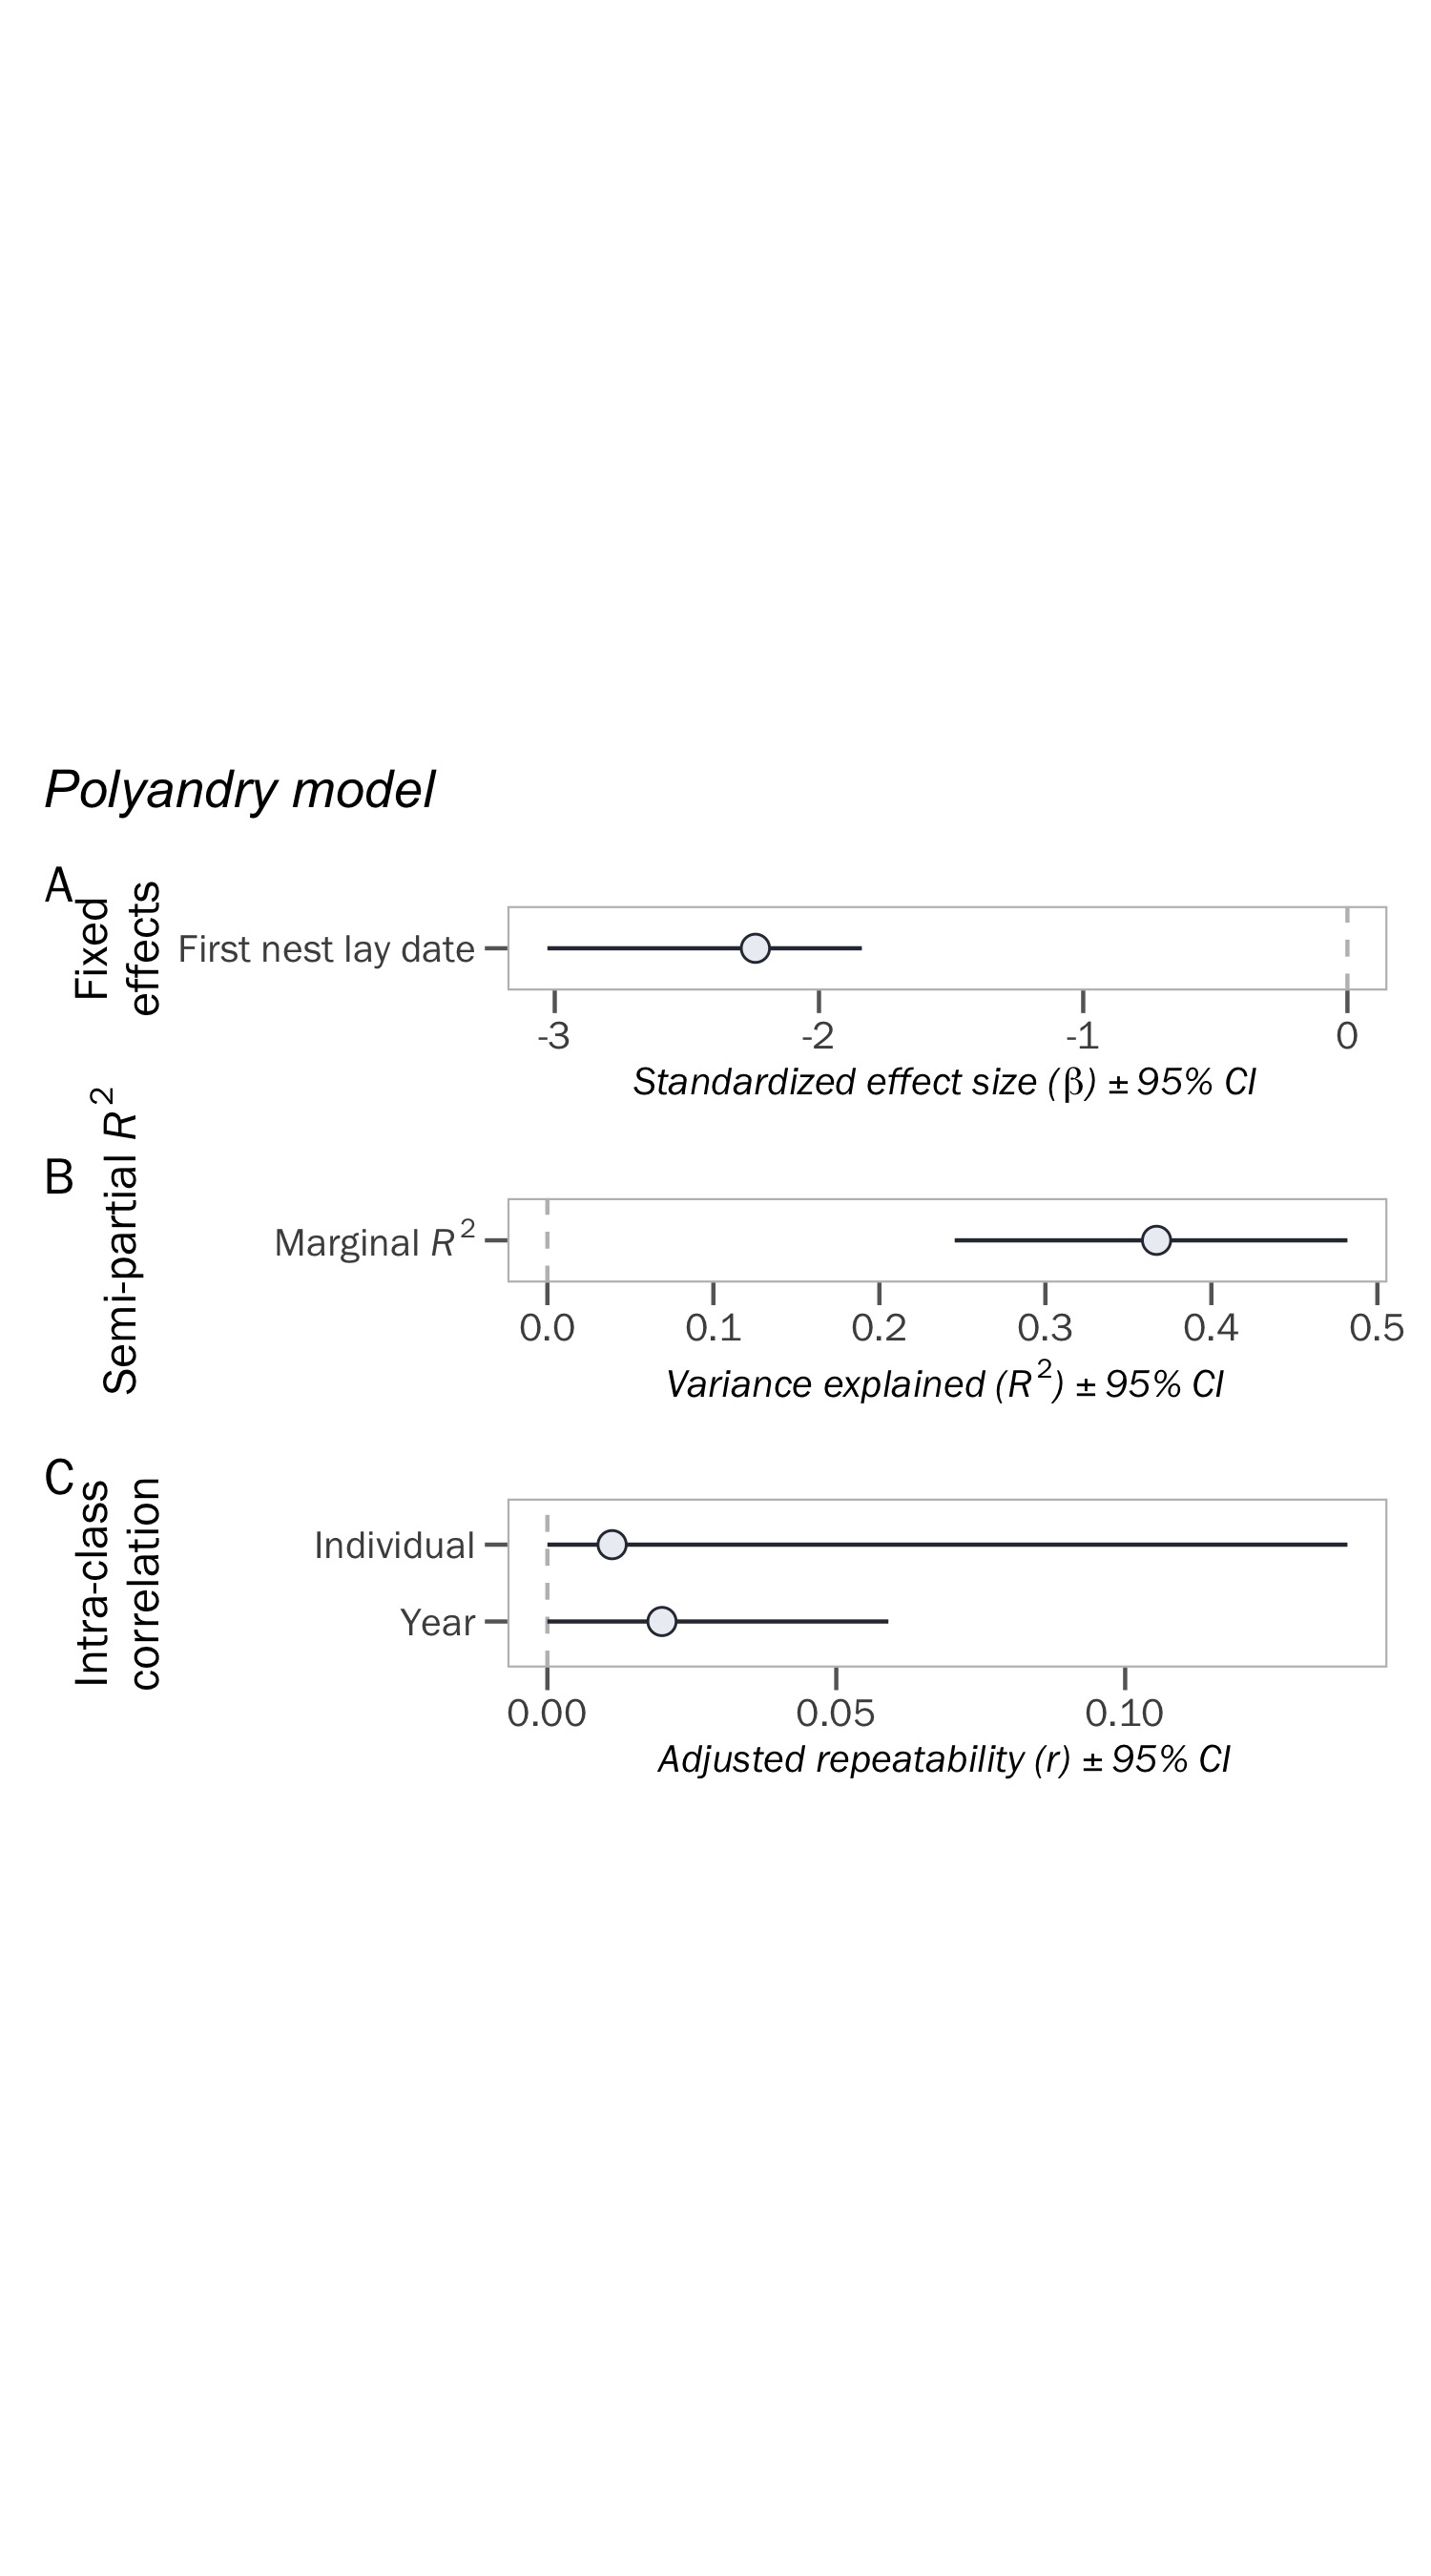 Polyandry model
A
Fixed
effects
First nest lay date
-3 -2 -1 0
Standardized effect size (β) ± 95% CI
B
Semi-partial R²
Marginal R²
0.0 0.1 0.2 0.3 0.4 0.5
Variance explained (R²) ± 95% CI
C
Intra-class
correlation
Individual
Year
0.00 0.05 0.10
Adjusted repeatability (r) ± 95% CI